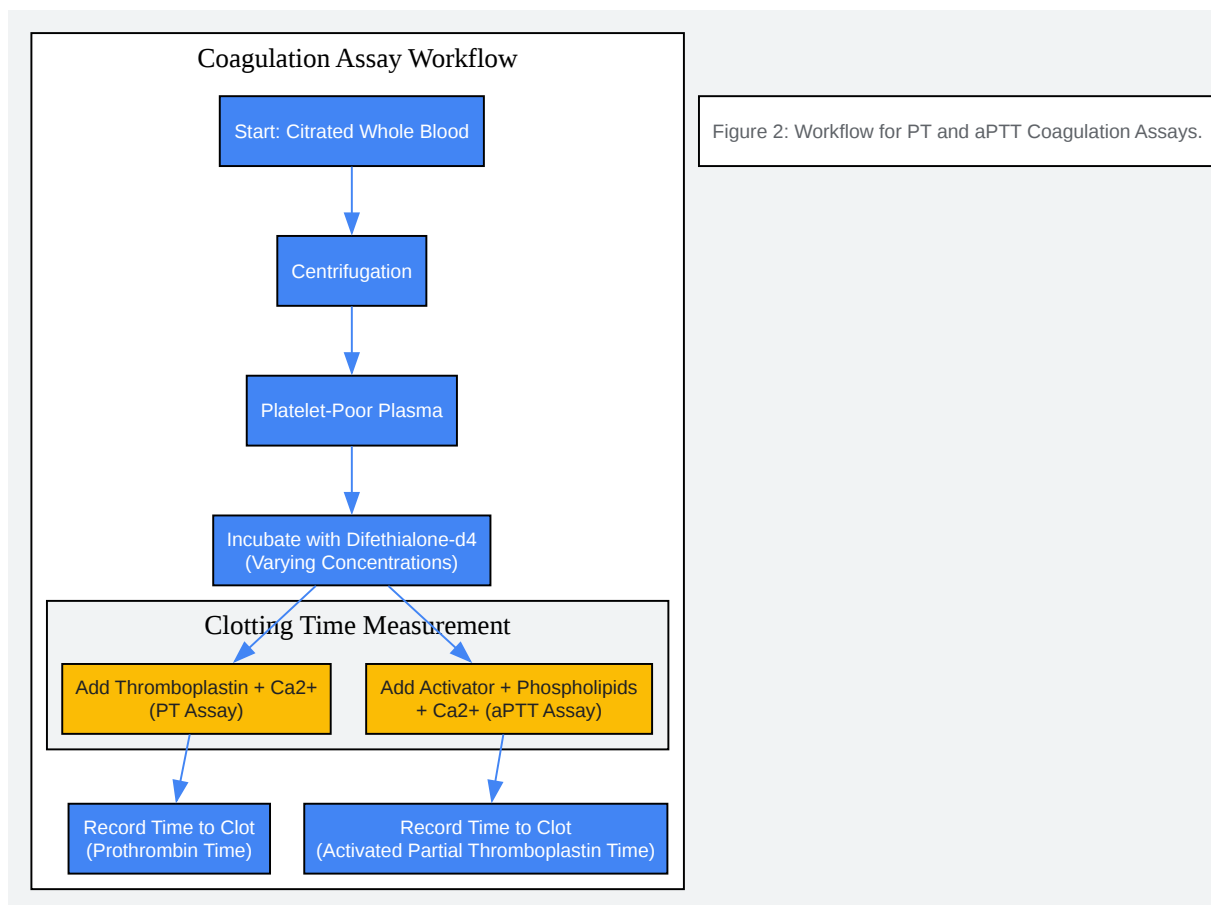 Coagulation Assay Workflow
Start: Citrated Whole Blood
Figure 2: Workflow for PT and aPTT Coagulation Assays.
Centrifugation
Platelet-Poor Plasma
Incubate with Difethialone-d4
(Varying Concentrations)
Clotting Time Measurement
Add Thromboplastin + Ca2+
(PT Assay)
Add Activator + Phospholipids
+ Ca2+ (aPTT Assay)
Record Time to Clot
(Prothrombin Time)
Record Time to Clot
(Activated Partial Thromboplastin Time)